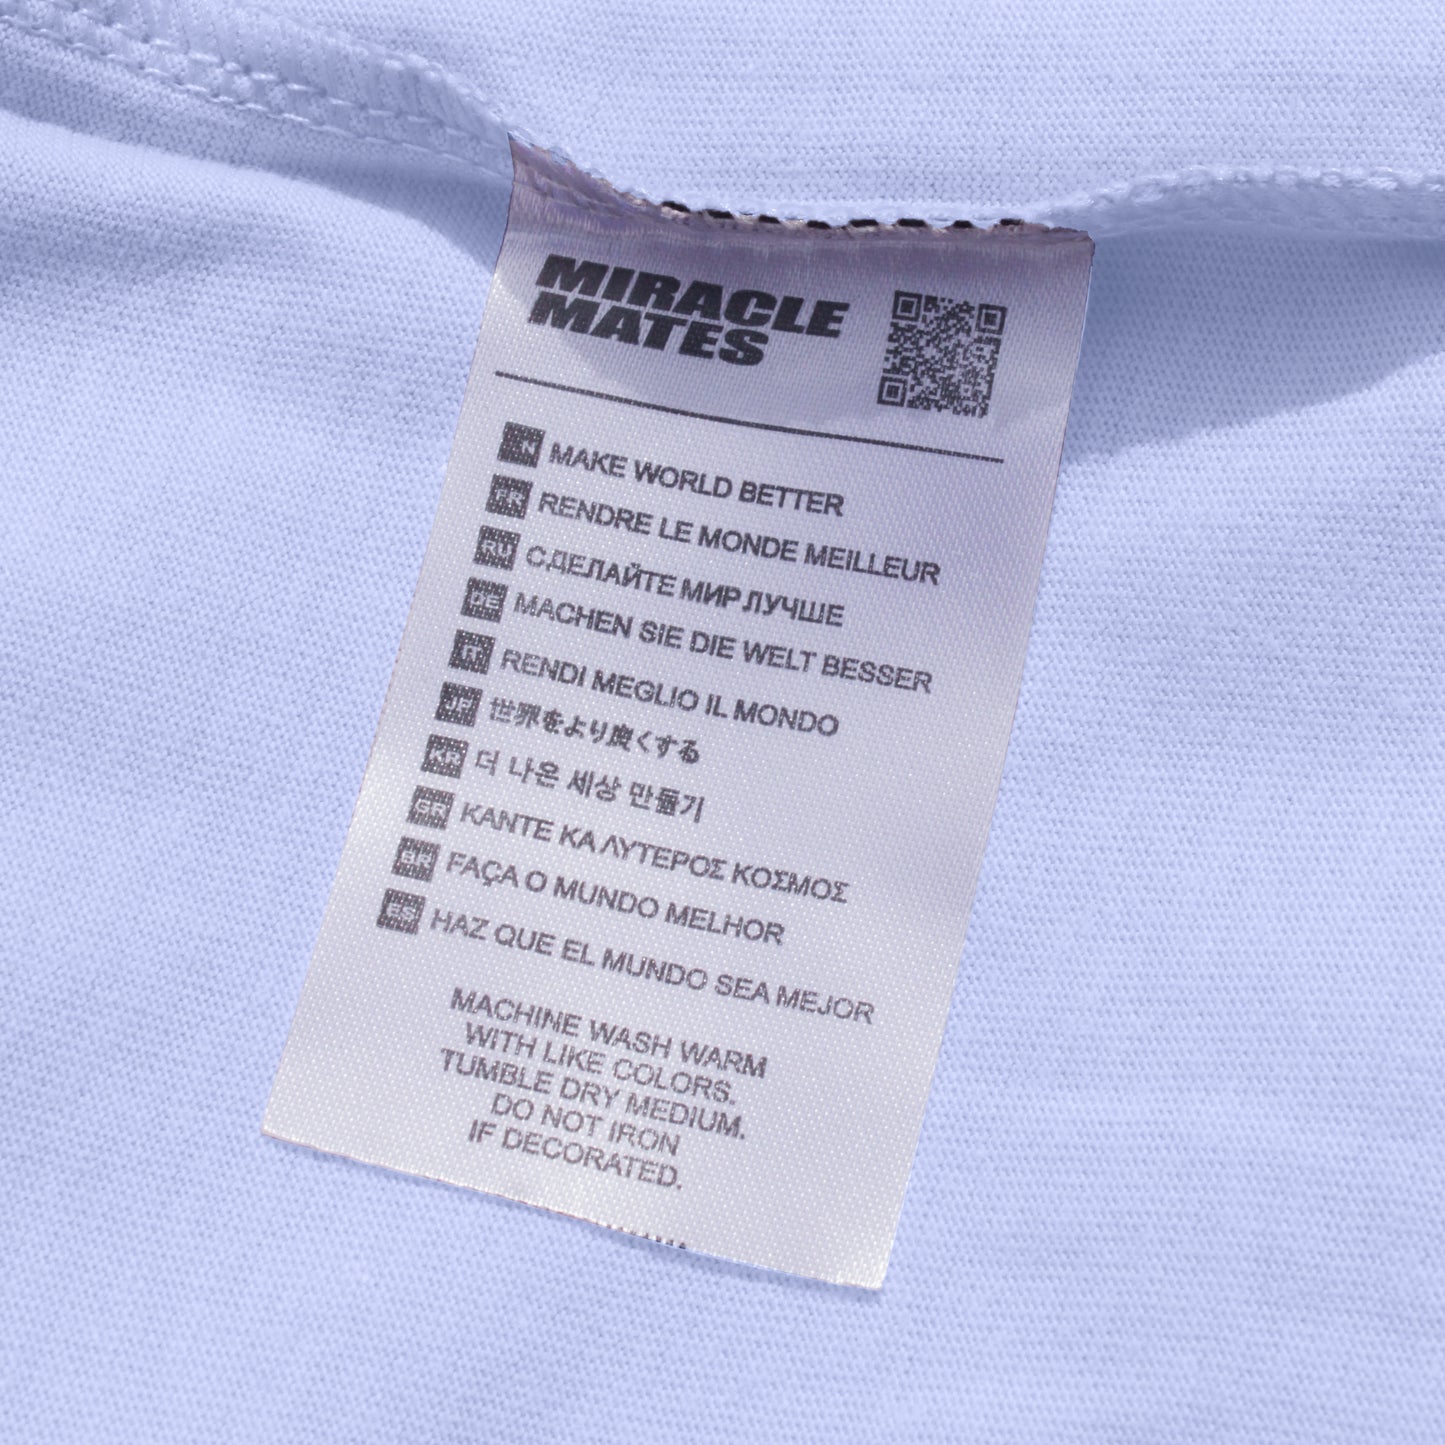 MIRACLE
MATES
EN MAKE WORLD BETTER
FR RENDRE LE MONDE MEILLEUR
RU СДЕЛАЙТЕ МИР ЛУЧШЕ
DE MACHEN SIE DIE WELT BESSER
IT RENDI MEGLIO IL MONDO
JP 世界をより良くする
KR 더 나은 세상 만들기
GR ΚΑΝΤΕ ΚΑΛΥΤΕΡΟΣ ΚΟΣΜΟΣ
BR FAÇA O MUNDO MELHOR
ES HAZ QUE EL MUNDO SEA MEJOR
MACHINE WASH WARM
WITH LIKE COLORS.
TUMBLE DRY MEDIUM.
DO NOT IRON
IF DECORATED.